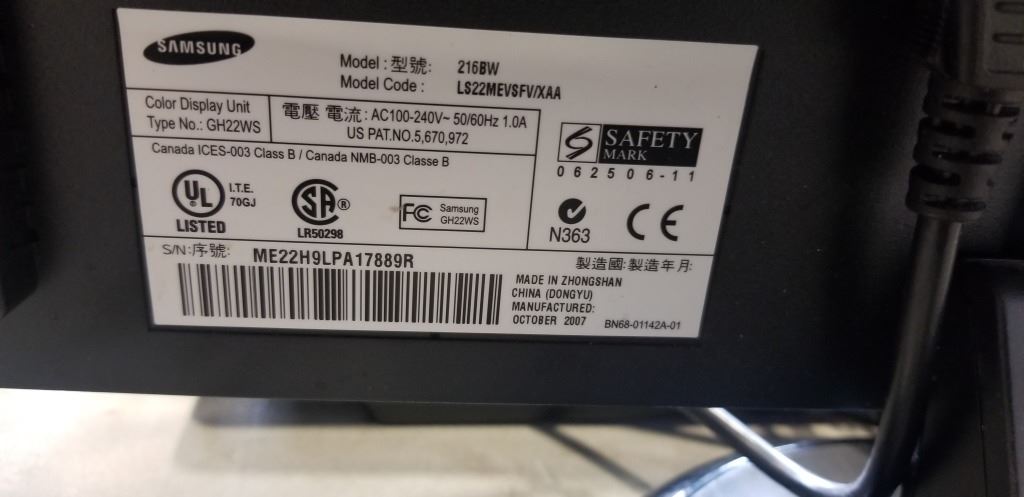 SAMSUNG
Model : 型號: 216BW
Model Code : LS22MEVSFV/XAA
Color Display Unit
Type No.: GH22WS
電壓 電流 : AC100-240V~ 50/60Hz 1.0A
US PAT.NO.5,670,972
S SAFETY
MARK
062506-11
Canada ICES-003 Class B / Canada NMB-003 Classe B
UL ®
LISTED
I.T.E.
70GJ
SA ®
LR50298
FC Samsung
GH22WS
N363
CE
S/N:序號: ME22H9LPA17889R
製造國:製造年月:
MADE IN ZHONGSHAN
CHINA (DONGYU)
MANUFACTURED:
OCTOBER 2007
BN68-01142A-01